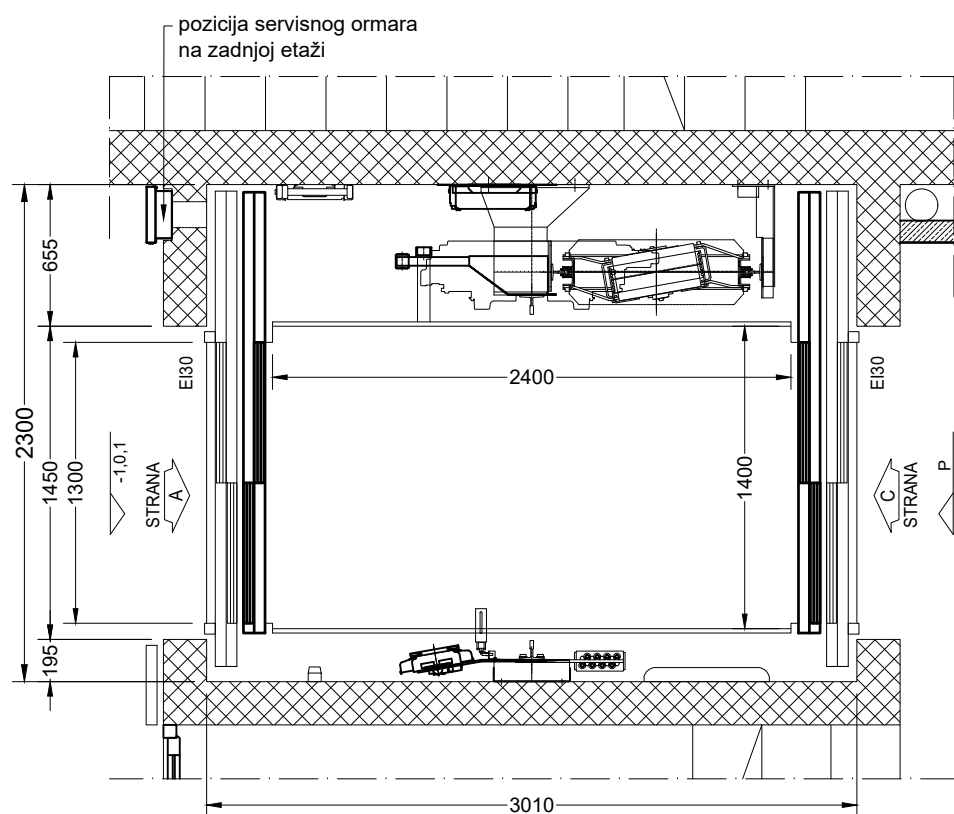 pozicija servisnog ormara
na zadnjoj etaži
655
2300
1450
1300
195
EI30
-1,0,1
STRANA
A
2400
1400
EI30
C
STRANA
P
3010